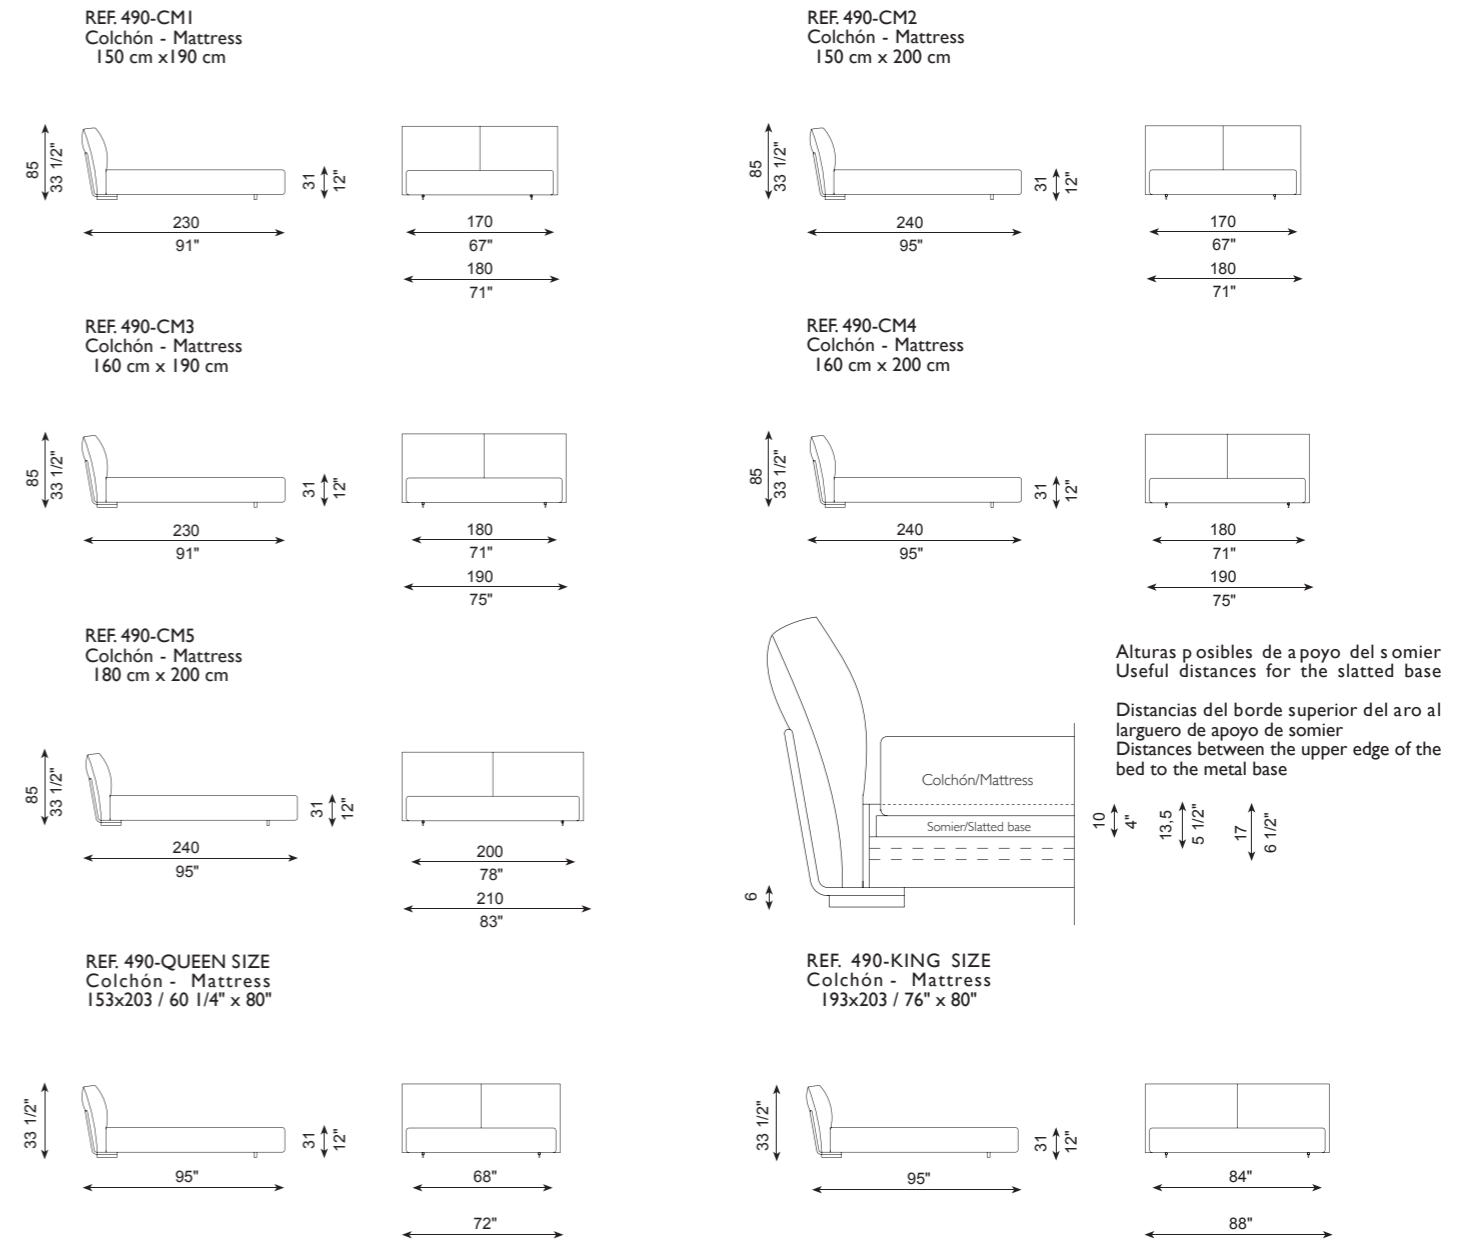 REF. 490-CM1
Colchón - Mattress
150 cm x190 cm
85
33 1/2"
31
12"
230
91"
170
67"
180
71"
REF. 490-CM2
Colchón - Mattress
150 cm x 200 cm
85
33 1/2"
31
12"
240
95"
170
67"
180
71"
REF. 490-CM3
Colchón - Mattress
160 cm x 190 cm
85
33 1/2"
31
12"
230
91"
180
71"
190
75"
REF. 490-CM4
Colchón - Mattress
160 cm x 200 cm
85
33 1/2"
31
12"
240
95"
180
71"
190
75"
REF. 490-CM5
Colchón - Mattress
180 cm x 200 cm
85
33 1/2"
31
12"
240
95"
200
78"
210
83"
Colchón/Mattress
Somier/Slatted base
6
Alturas posibles de apoyo del somier
Useful distances for the slatted base
Distancias del borde superior del aro al
larguero de apoyo de somier
Distances between the upper edge of the
bed to the metal base
10
4"
13,5
5 1/2"
17
6 1/2"
REF. 490-QUEEN SIZE
Colchón - Mattress
153x203 / 60 1/4" x 80"
33 1/2"
31
12"
95"
68"
72"
REF. 490-KING SIZE
Colchón - Mattress
193x203 / 76" x 80"
33 1/2"
31
12"
95"
84"
88"